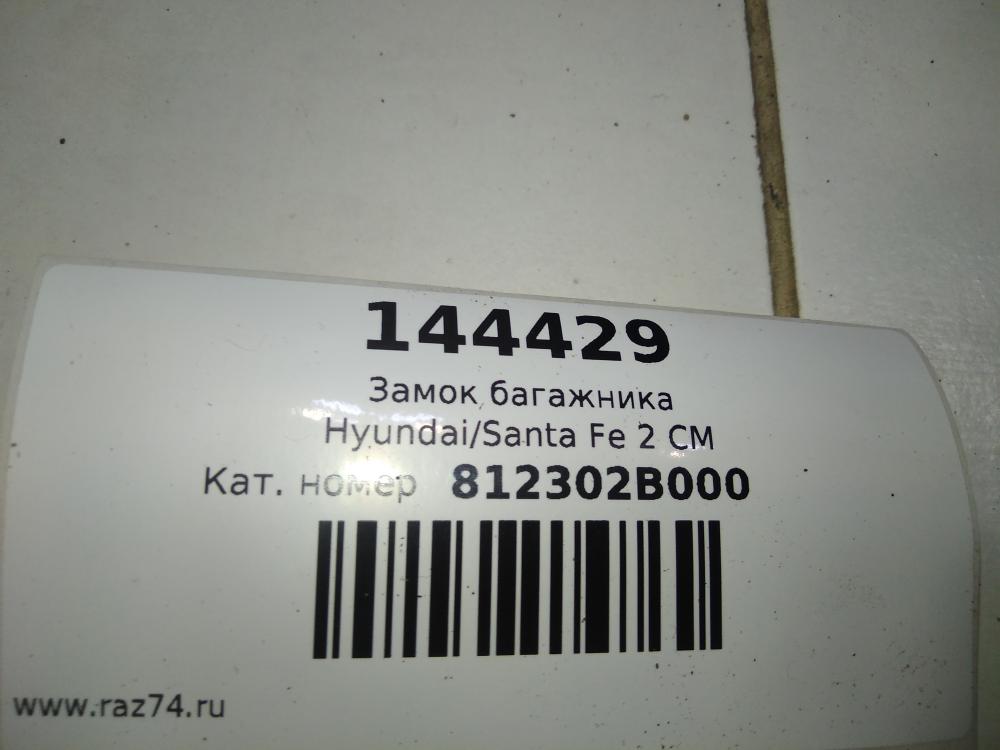 144429
Замок багажника
Hyundai/Santa Fe 2 CM
Кат. номер 812302B000
www.raz74.ru